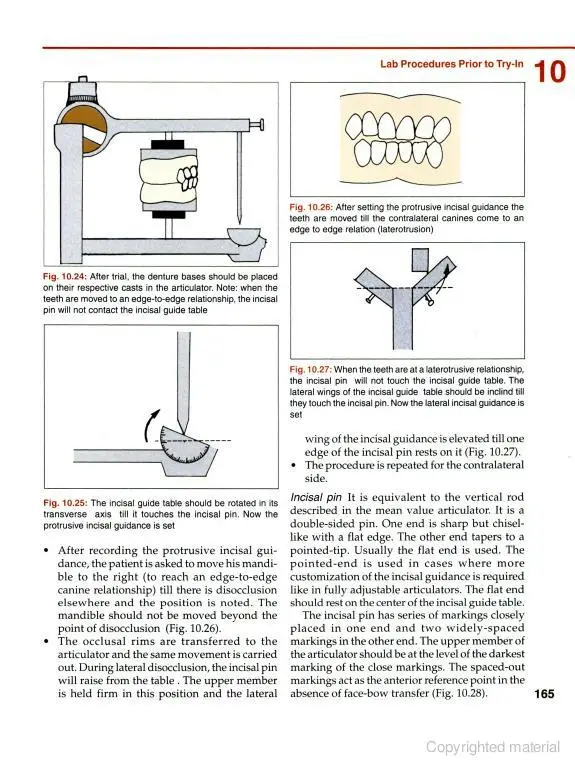 Lab Procedures Prior to Try-In
10
Fig. 10.24: After trial, the denture bases should be placed
on their respective casts in the articulator. Note: when the
teeth are moved to an edge-to-edge relationship, the incisal
pin will not contact the incisal guide table
Fig. 10.25: The incisal guide table should be rotated in its
transverse axis till it touches the incisal pin. Now the
protrusive incisal guidance is set
• After recording the protrusive incisal gui-
dance, the patient is asked to move his mandi-
ble to the right (to reach an edge-to-edge
canine relationship) till there is disocclusion
elsewhere and the position is noted. The
mandible should not be moved beyond the
point of disocclusion (Fig. 10.26).
• The occlusal rims are transferred to the
articulator and the same movement is carried
out. During lateral disocclusion, the incisal pin
will raise from the table . The upper member
is held firm in this position and the lateral
Fig. 10.26: After setting the protrusive incisal guidance the
teeth are moved till the contralateral canines come to an
edge to edge relation (laterotrusion)
Fig. 10.27: When the teeth are at a laterotrusive relationship,
the incisal pin will not touch the incisal guide table. The
lateral wings of the incisal guide table should be inclind till
they touch the incisal pin. Now the lateral incisal guidance is
set
wing of the incisal guidance is elevated till one
edge of the incisal pin rests on it (Fig. 10.27).
• The procedure is repeated for the contralateral
side.
Incisal pin It is equivalent to the vertical rod
described in the mean value articulator. It is a
double-sided pin. One end is sharp but chisel-
like with a flat edge. The other end tapers to a
pointed-tip. Usually the flat end is used. The
pointed-end is used in cases where more
customization of the incisal guidance is required
like in fully adjustable articulators. The flat end
should rest on the center of the incisal guide table.
The incisal pin has series of markings closely
placed in one end and two widely-spaced
markings in the other end. The upper member of
the articulator should be at the level of the darkest
marking of the close markings. The spaced-out
markings act as the anterior reference point in the
absence of face-bow transfer (Fig. 10.28).
165
Copyrighted material